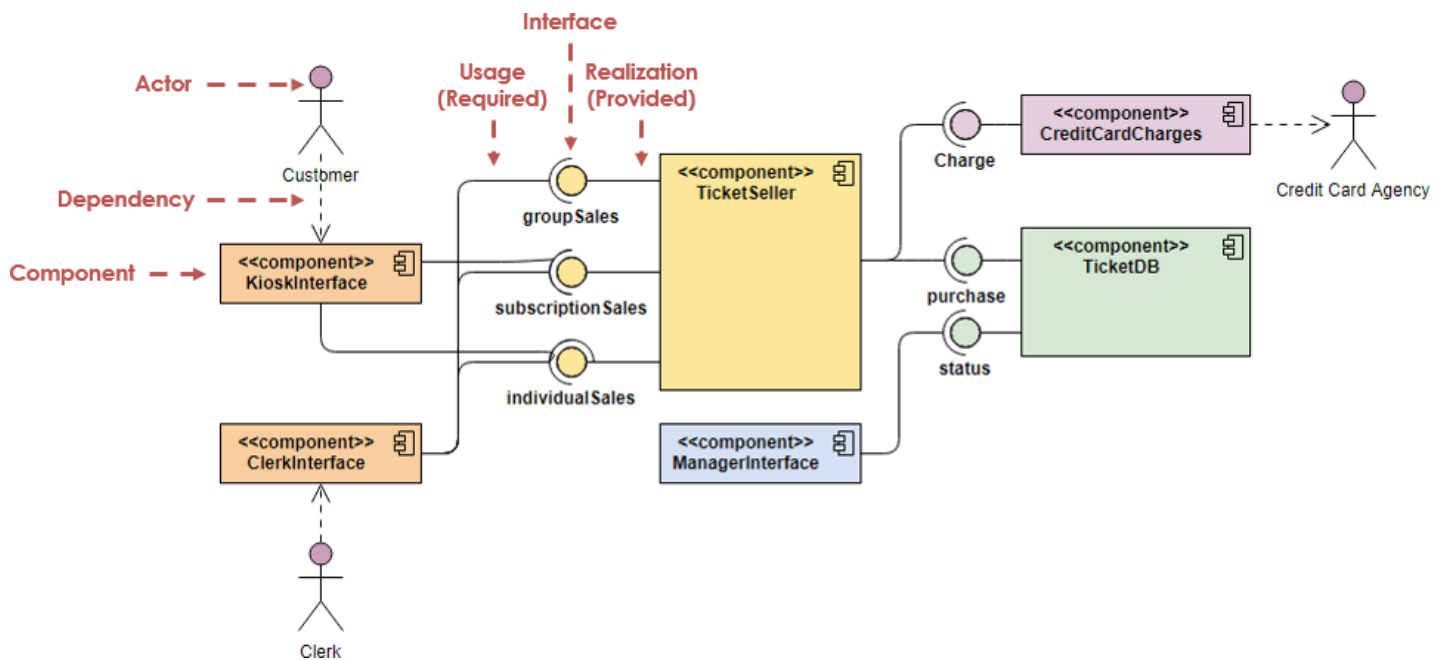 Interface
Actor
Usage
(Required)
Realization
(Provided)
Customer
Dependency
Component
<<component>>
KioskInterface
groupSales
subscriptionSales
individualSales
<<component>>
TicketSeller
Charge
<<component>>
CreditCardCharges
Credit Card Agency
purchase
<<component>>
TicketDB
status
<<component>>
ClerkInterface
<<component>>
ManagerInterface
Clerk